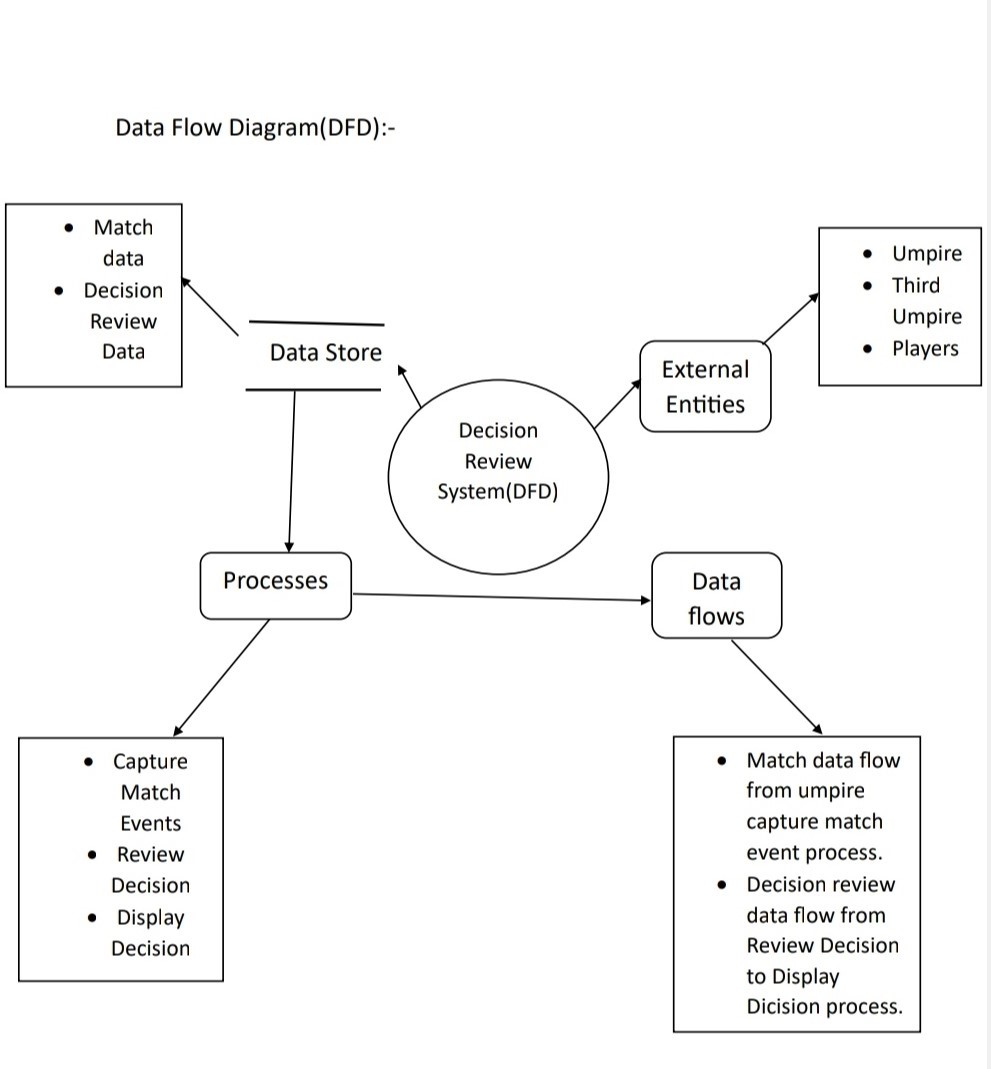 Data Flow Diagram(DFD):-
• Match
data
• Decision
Review
Data
Data Store
Decision
Review
System(DFD)
External
Entities
• Umpire
• Third
Umpire
• Players
Processes
Data
flows
• Capture
Match
Events
• Review
Decision
• Display
Decision
• Match data flow
from umpire
capture match
event process.
• Decision review
data flow from
Review Decision
to Display
Dicision process.